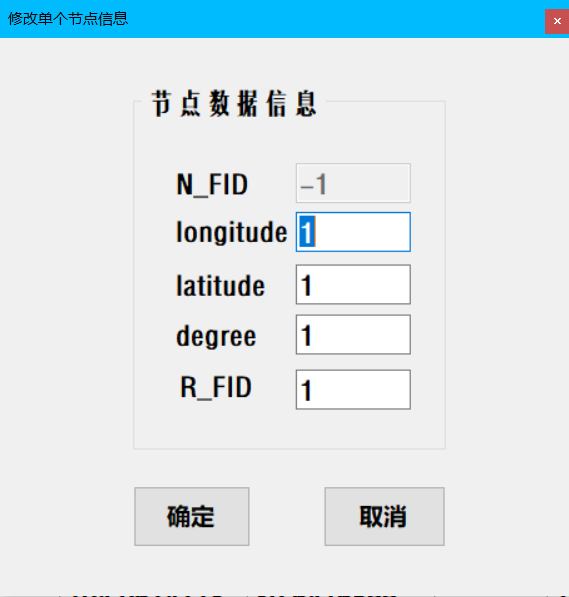 修改单个节点信息
节点数据信息
N_FID -1
longitude 1
latitude 1
degree 1
R_FID 1
确定 取消